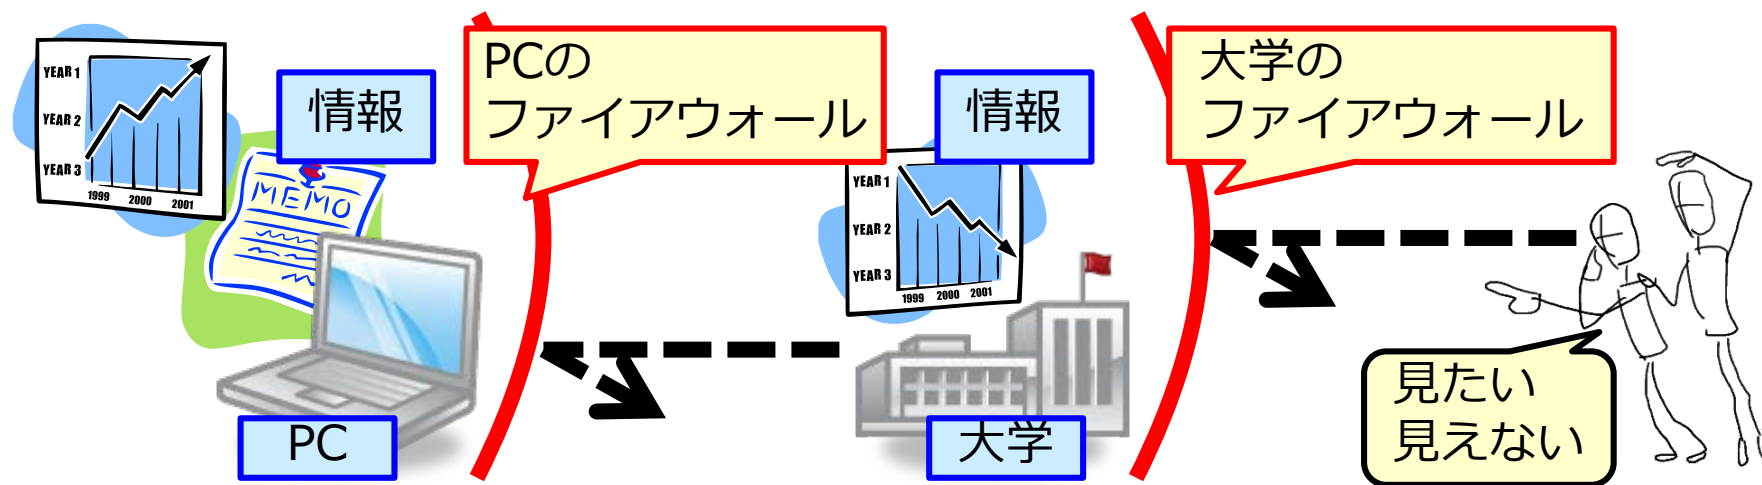 YEAR 1
YEAR 2
YEAR 3
1999 2000 2001
情報
MEMO
PC
PCの
ファイアウォール
情報
YEAR 1
YEAR 2
YEAR 3
1999 2000 2001
大学
大学の
ファイアウォール
見たい
見えない